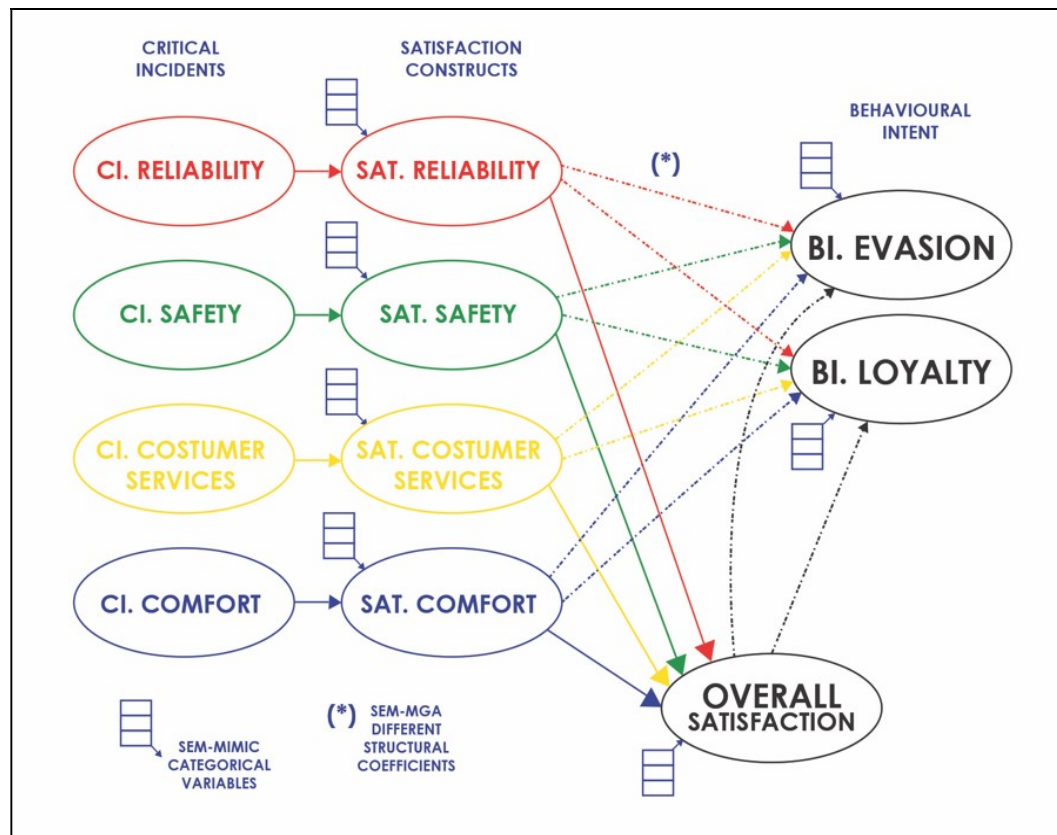 CRITICAL
INCIDENTS
SATISFACTION
CONSTRUCTS
BEHAVIOURAL
INTENT
CI. RELIABILITY
SAT. RELIABILITY
(*)
BI. EVASION
CI. SAFETY
SAT. SAFETY
BI. LOYALTY
CI. COSTUMER
SERVICES
SAT. COSTUMER
SERVICES
CI. COMFORT
SAT. COMFORT
OVERALL
SATISFACTION
SEM-MIMIC
CATEGORICAL
VARIABLES
(*) SEM-MGA
DIFFERENT
STRUCTURAL
COEFFICIENTS